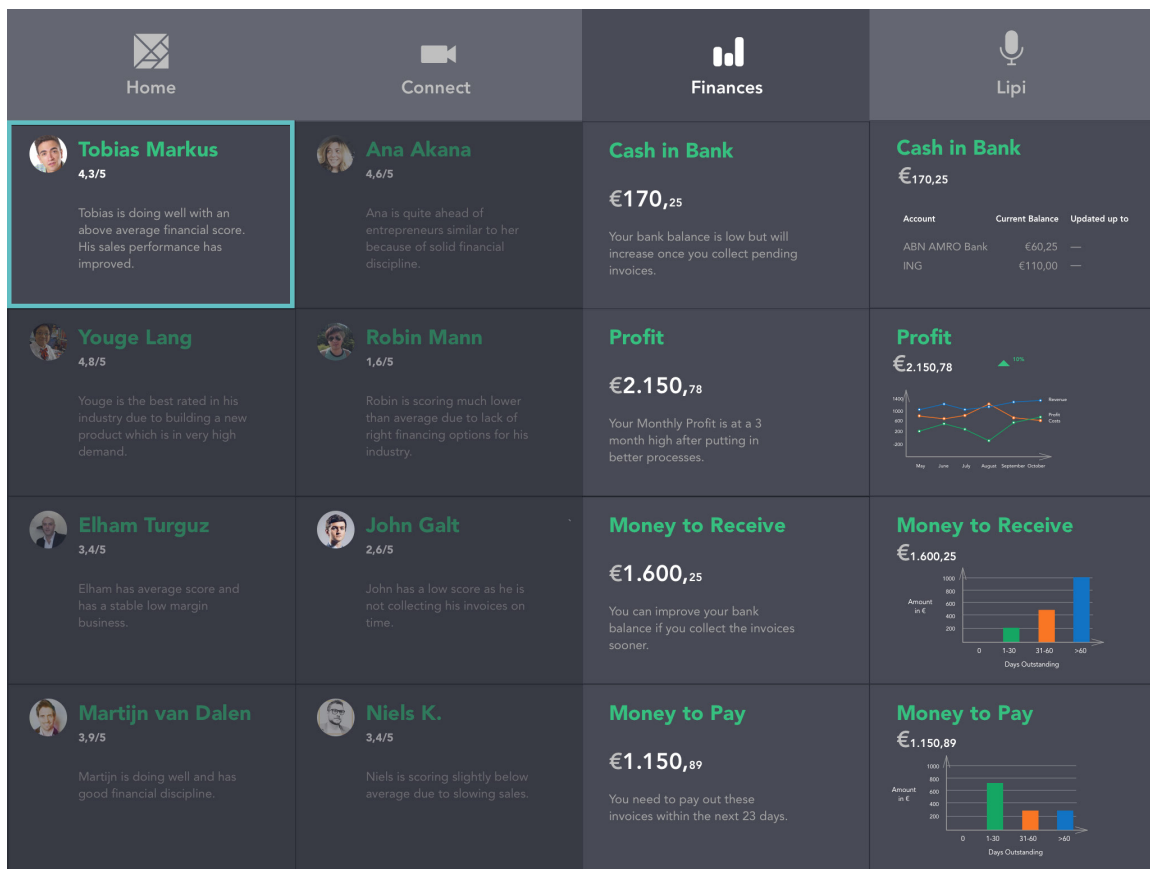 Home
Connect
Finances
Lipi
Tobias Markus
4,3/5
Tobias is doing well with an
above average financial score.
His sales performance has
improved.
Ana Akana
4,6/5
Ana is quite ahead of
entrepreneurs similar to her
because of solid financial
discipline.
Cash in Bank
€170,25
Your bank balance is low but will
increase once you collect pending
invoices.
Cash in Bank
€170,25
Account Current Balance Updated up to
ABN AMRO Bank €60,25 —
ING €110,00 —
Youge Lang
4,8/5
Youge is the best rated in his
industry due to building a new
product which is in very high
demand.
Robin Mann
1,6/5
Robin is scoring much lower
than average due to lack of
right financing options for his
industry.
Profit
€2.150,78
Your Monthly Profit is at a 3
month high after putting in
better processes.
Profit
€2.150,78
10%
1400
1000
600
200
-200
Revenue
Profit
Costs
May June July August September October
Elham Turguz
3,4/5
Elham has average score and
has a stable low margin
business.
John Galt
2,6/5
John has a low score as he is
not collecting his invoices on
time.
Money to Receive
€1.600,25
You can improve your bank
balance if you collect the invoices
sooner.
Money to Receive
€1.600,25
1000
800
600
400
200
Amount
in €
0 1-30 31-60 >60
Days Outstanding
Martijn van Dalen
3,9/5
Martijn is doing well and has
good financial discipline.
Niels K.
3,4/5
Niels is scoring slightly below
average due to slowing sales.
Money to Pay
€1.150,89
You need to pay out these
invoices within the next 23 days.
Money to Pay
€1.150,89
1000
800
600
400
200
Amount
in €
0 1-30 31-60 >60
Days Outstanding